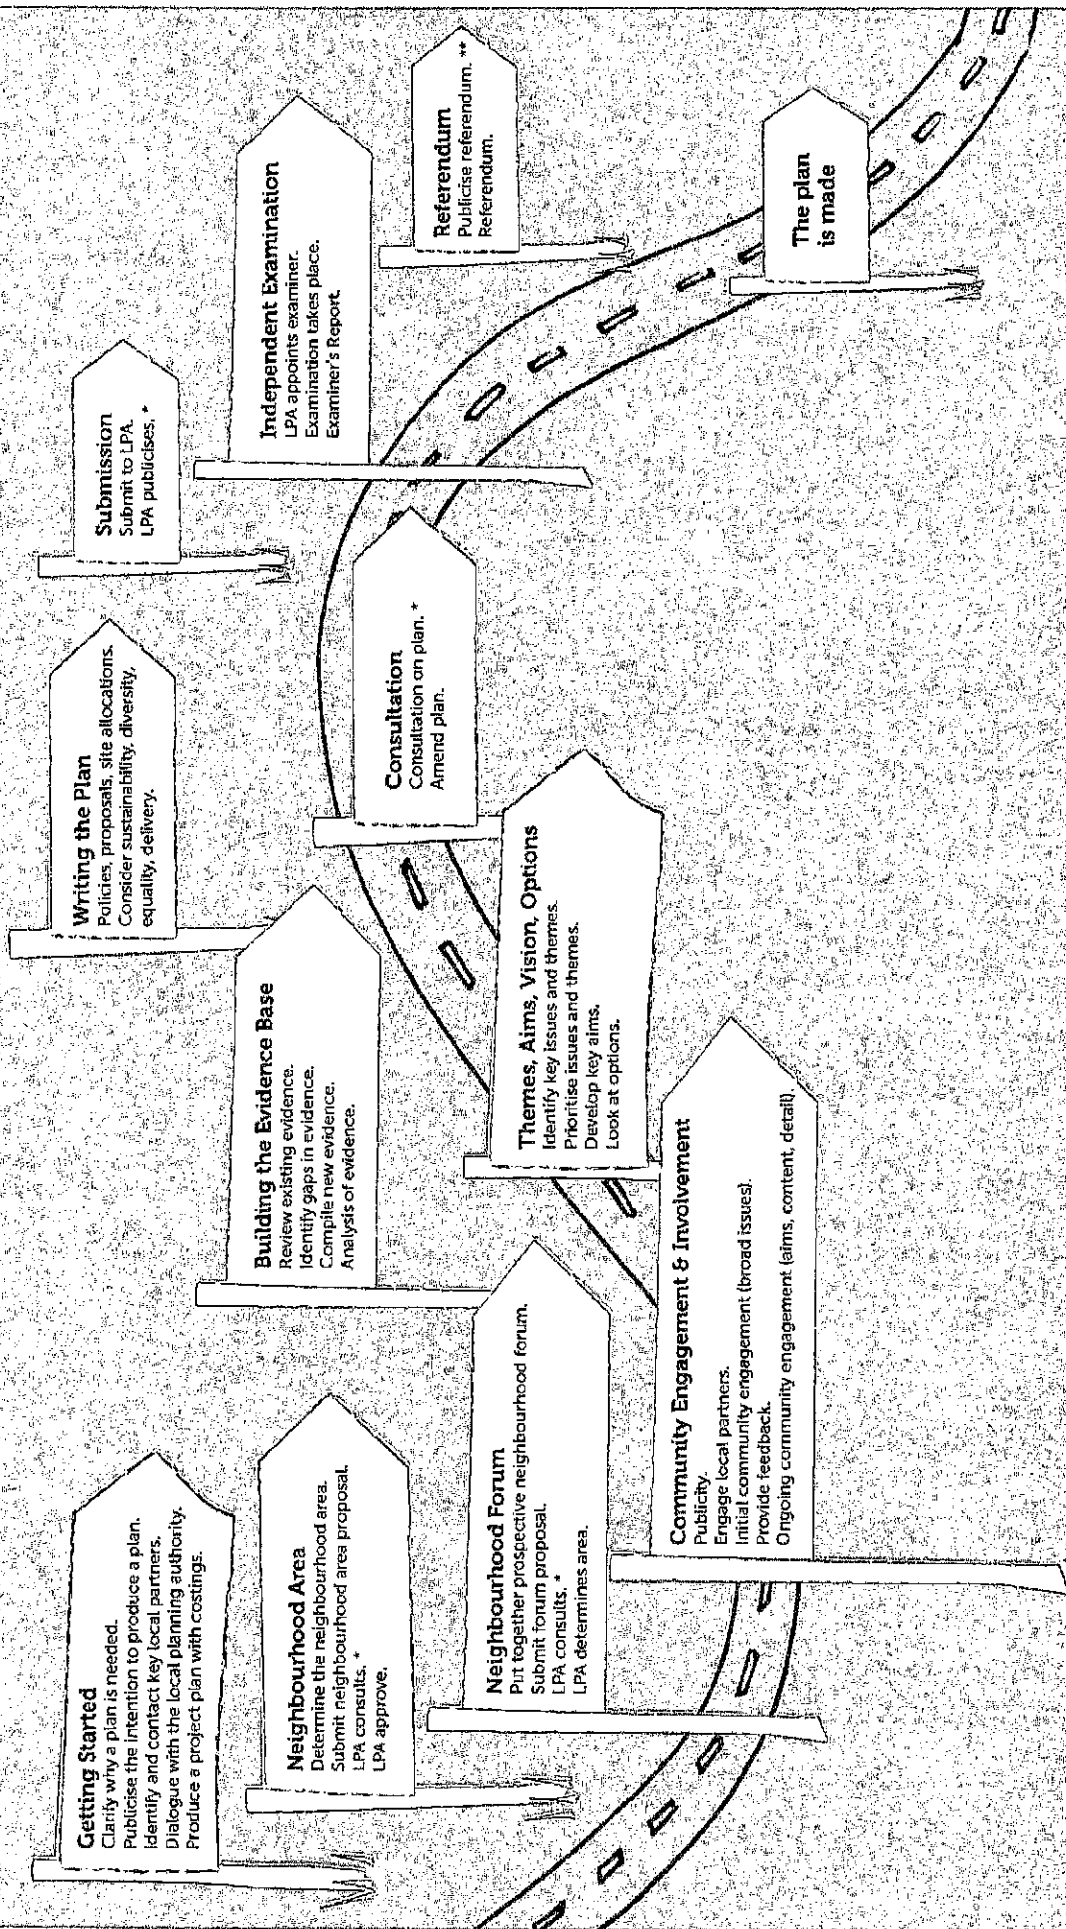 Getting Started
Clarify why a plan is needed.
Publicise the intention to produce a plan.
Identify and contact key local partners.
Dialogue with the local planning authority.
Produce a project plan with costings.
Neighbourhood Area
Determine the neighbourhood area.
Submit neighbourhood area proposal.
LPA consults. *
LPA approve.
Neighbourhood Forum
Put together prospective neighbourhood forum.
Submit forum proposal.
LPA consults. *
LPA determines area.
Community Engagement & Involvement
Publicity.
Engage local partners.
Initial community engagement (broad issues).
Provide feedback.
Ongoing community engagement (aims, content, detail)
Building the Evidence Base
Review existing evidence.
Identify gaps in evidence.
Compile new evidence.
Analysis of evidence.
Themes, Aims, Vision, Options
Identify key issues and themes.
Prioritise issues and themes.
Develop key aims.
Look at options.
Writing the Plan
Policies, proposals, site allocations.
Consider sustainability, diversity,
equality, delivery.
Consultation
Consultation on plan. *
Amend plan.
Submission
Submit to LPA.
LPA publicises. *
Independent Examination
LPA appoints examiner.
Examination takes place.
Examiner's Report.
Referendum
Publicise referendum. **
Referendum.
The plan
is made